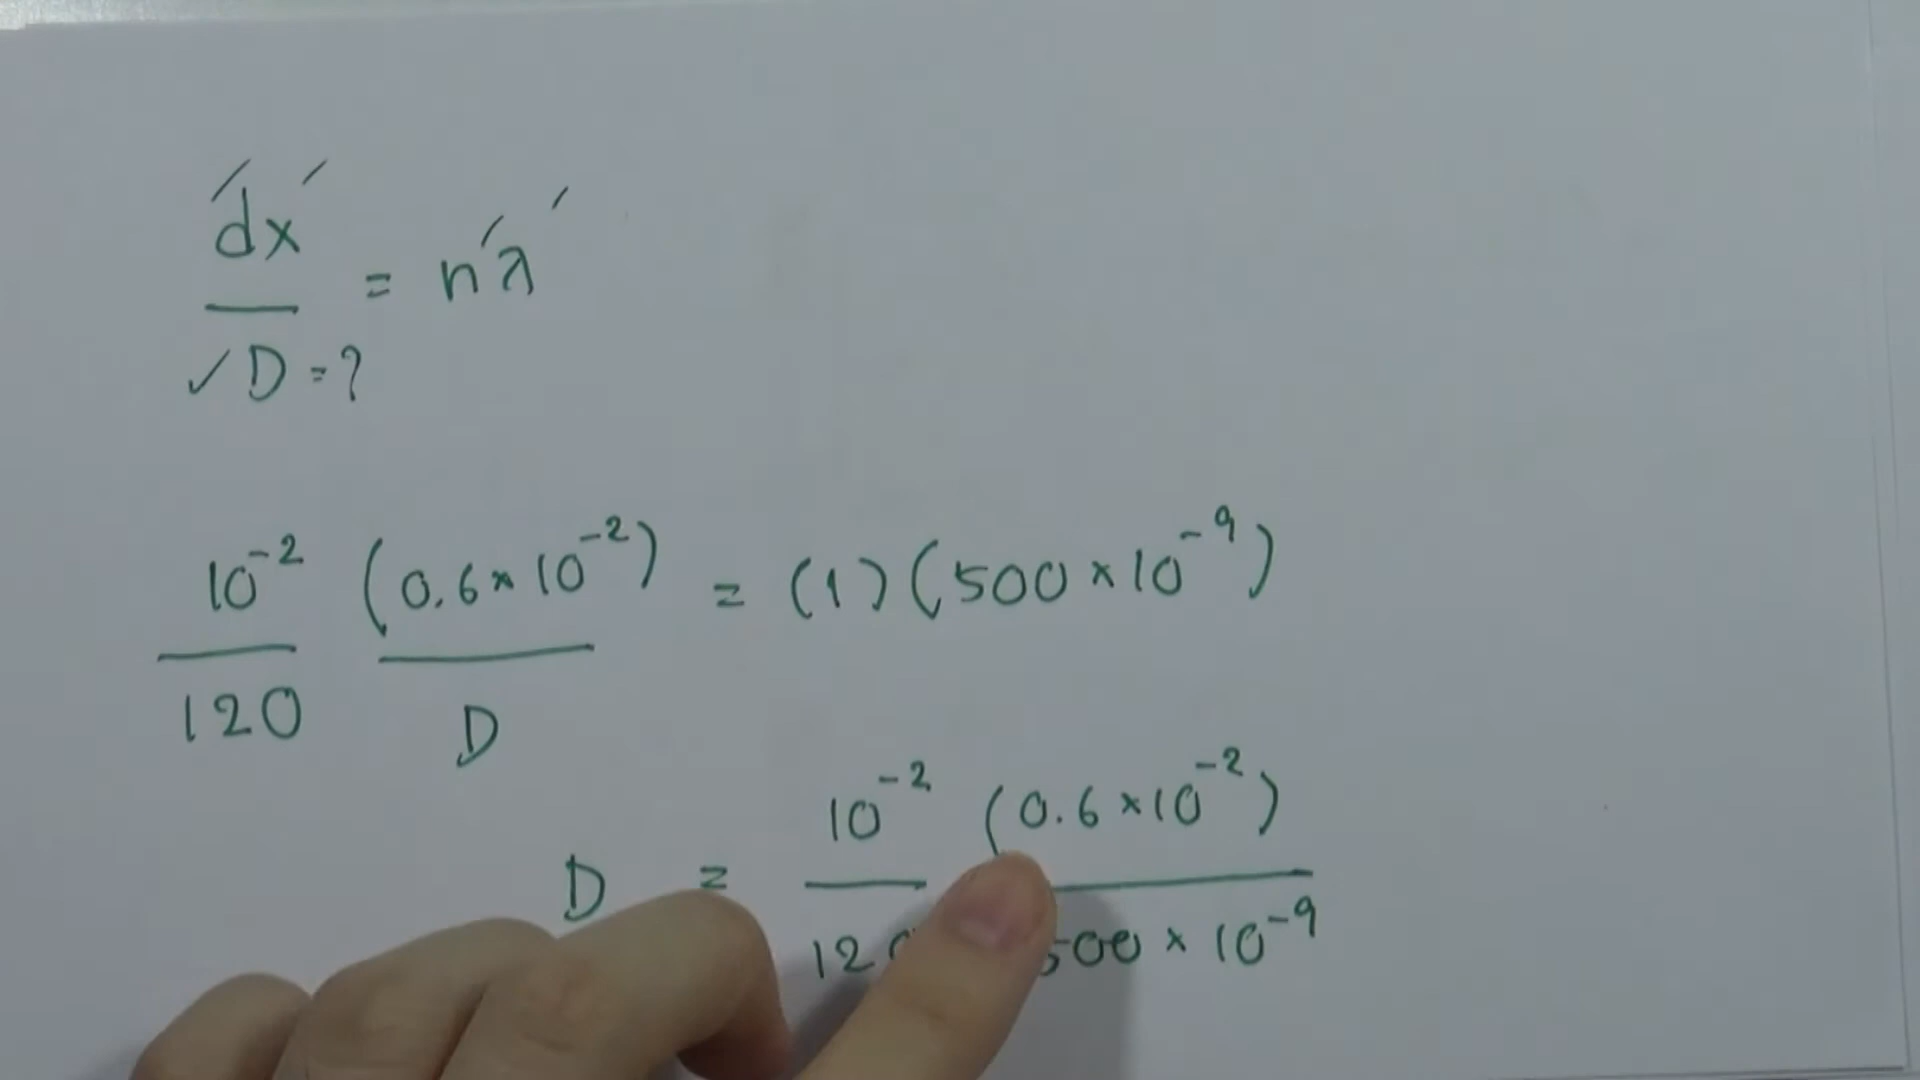 dx
— = nλ
✓ D = ?
10⁻² (0.6 × 10⁻²) = (1) (500 × 10⁻⁹)
120 D
10⁻² (0.6 × 10⁻²)
D =
500 × 10⁻⁹